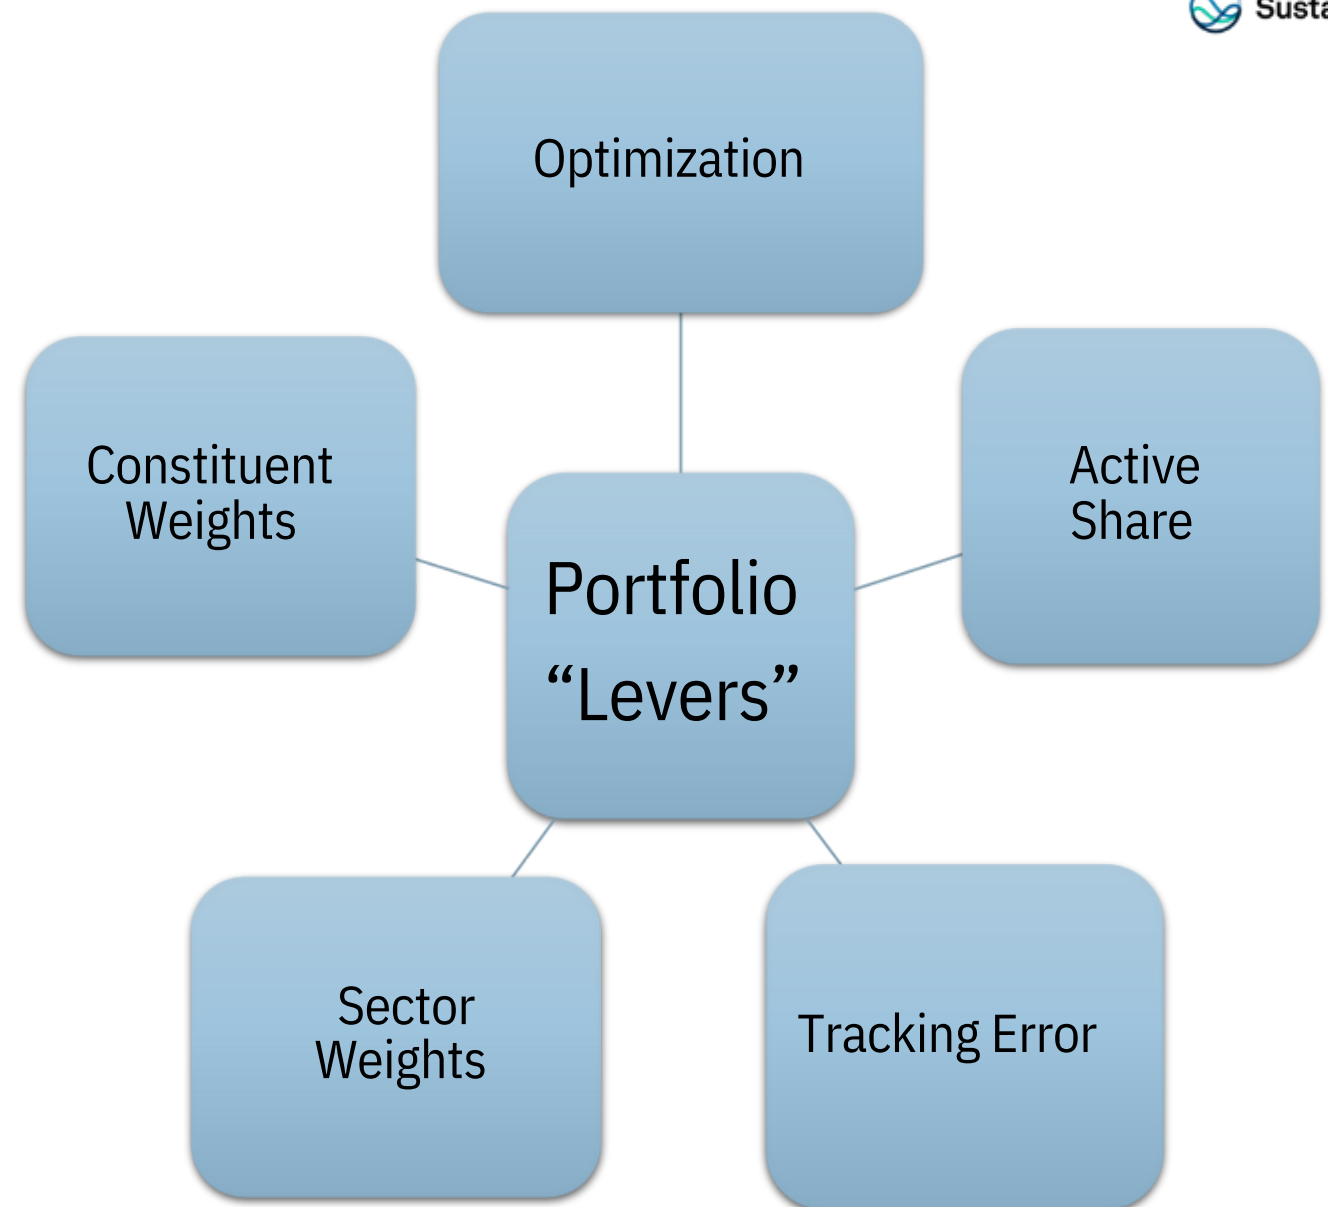 Optimization
Constituent
Weights
Active
Share
Portfolio
“Levers”
Sector
Weights
Tracking Error